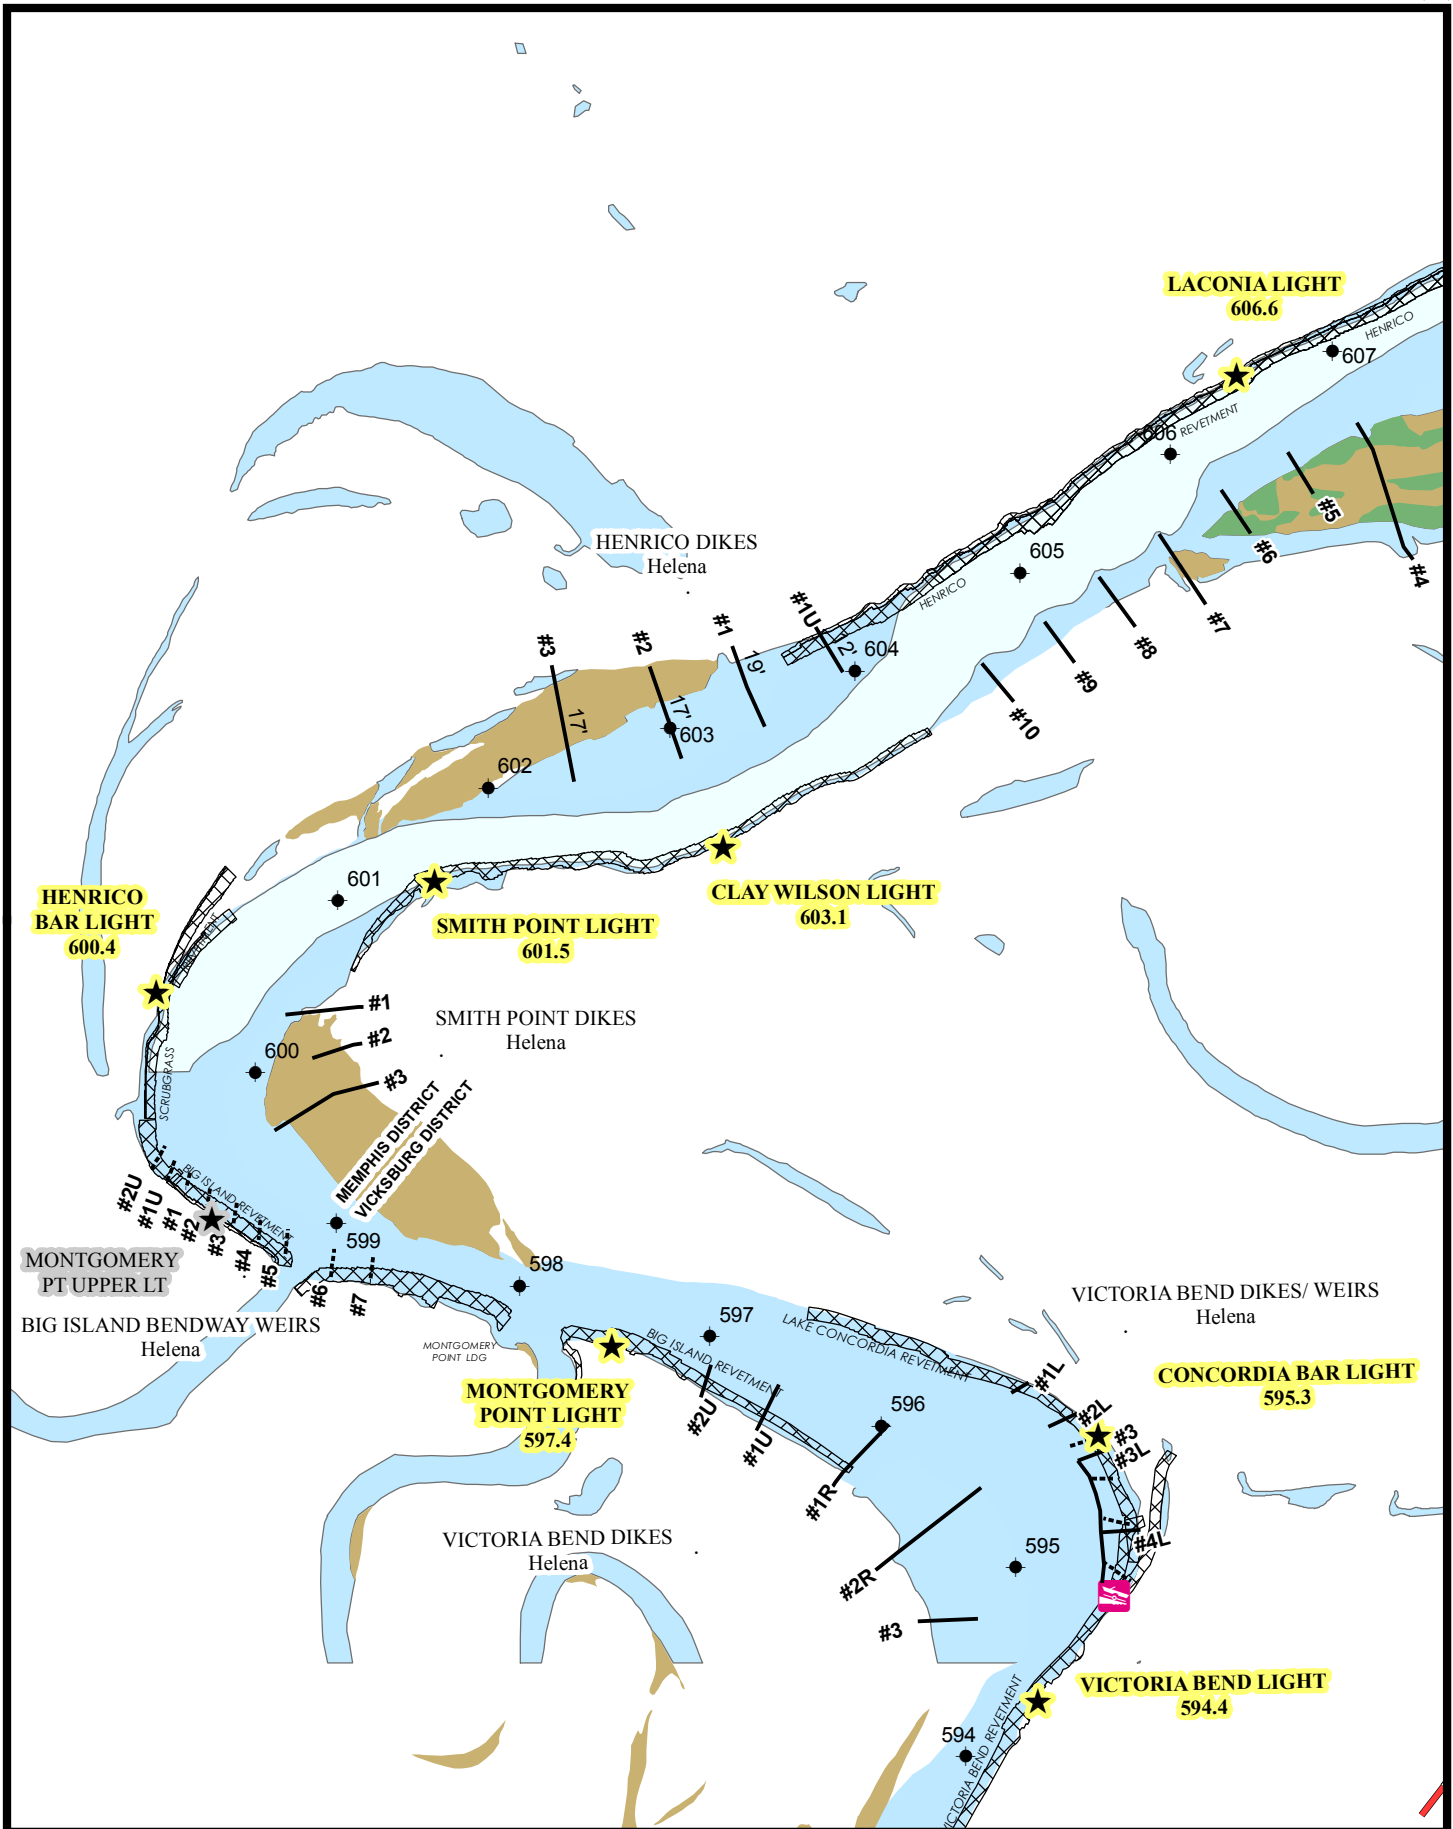 LACONIA LIGHT
606.6
HENRICO
607
606
REVETMENT
#5
#6
#4
#7
HENRICO DIKES
Helena
605
HENRICO
#8
#9
#10
#1U
2'
604
#1
19'
#2
17'
603
#3
17'
602
601
HENRICO
BAR LIGHT
600.4
SMITH POINT LIGHT
601.5
CLAY WILSON LIGHT
603.1
#1
#2
#3
SMITH POINT DIKES
Helena
600
SCRUBGRASS
MEMPHIS DISTRICT
VICKSBURG DISTRICT
BIG ISLAND REVETMENT
#2U
#1U
#1
#2
#3
#4
#5
#6
#7
599
598
MONTGOMERY
PT UPPER LT
BIG ISLAND BENDWAY WEIRS
Helena
MONTGOMERY
POINT LDG
597
LAKE CONCORDIA REVETMENT
BIG ISLAND REVETMENT
VICTORIA BEND DIKES/ WEIRS
Helena
MONTGOMERY
POINT LIGHT
597.4
#2U
#1U
#1R
596
#1L
#2L
#3
#3L
#4L
CONCORDIA BAR LIGHT
595.3
VICTORIA BEND DIKES
Helena
#2R
595
#3
VICTORIA BEND LIGHT
594.4
594
VICTORIA BEND REVETMENT